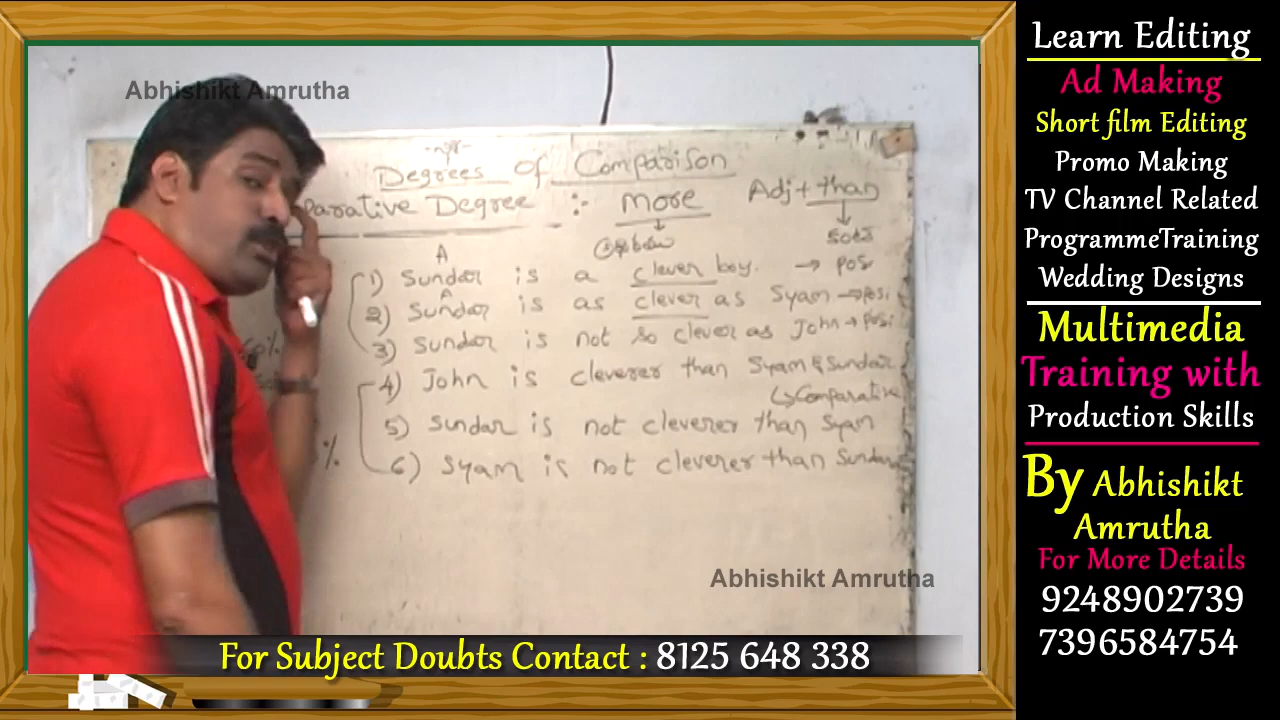 Abhishikt Amrutha
Degrees of Comparison
parative Degree :- more Adj + than
A
1) Sundar is a clever boy. → pos
A
2) Sundar is as clever as Syam → posi
3) Sundar is not so clever as John → posi
4) John is cleverer than Syam & Sundar
↳ Comparative
5) Sundar is not cleverer than Syam
6) Syam is not cleverer than Sundar
%
Abhishikt Amrutha
For Subject Doubts Contact : 8125 648 338
Learn Editing
Ad Making
Short film Editing
Promo Making
TV Channel Related
ProgrammeTraining
Wedding Designs
Multimedia
Training with
Production Skills
By Abhishikt
Amrutha
For More Details
9248902739
7396584754